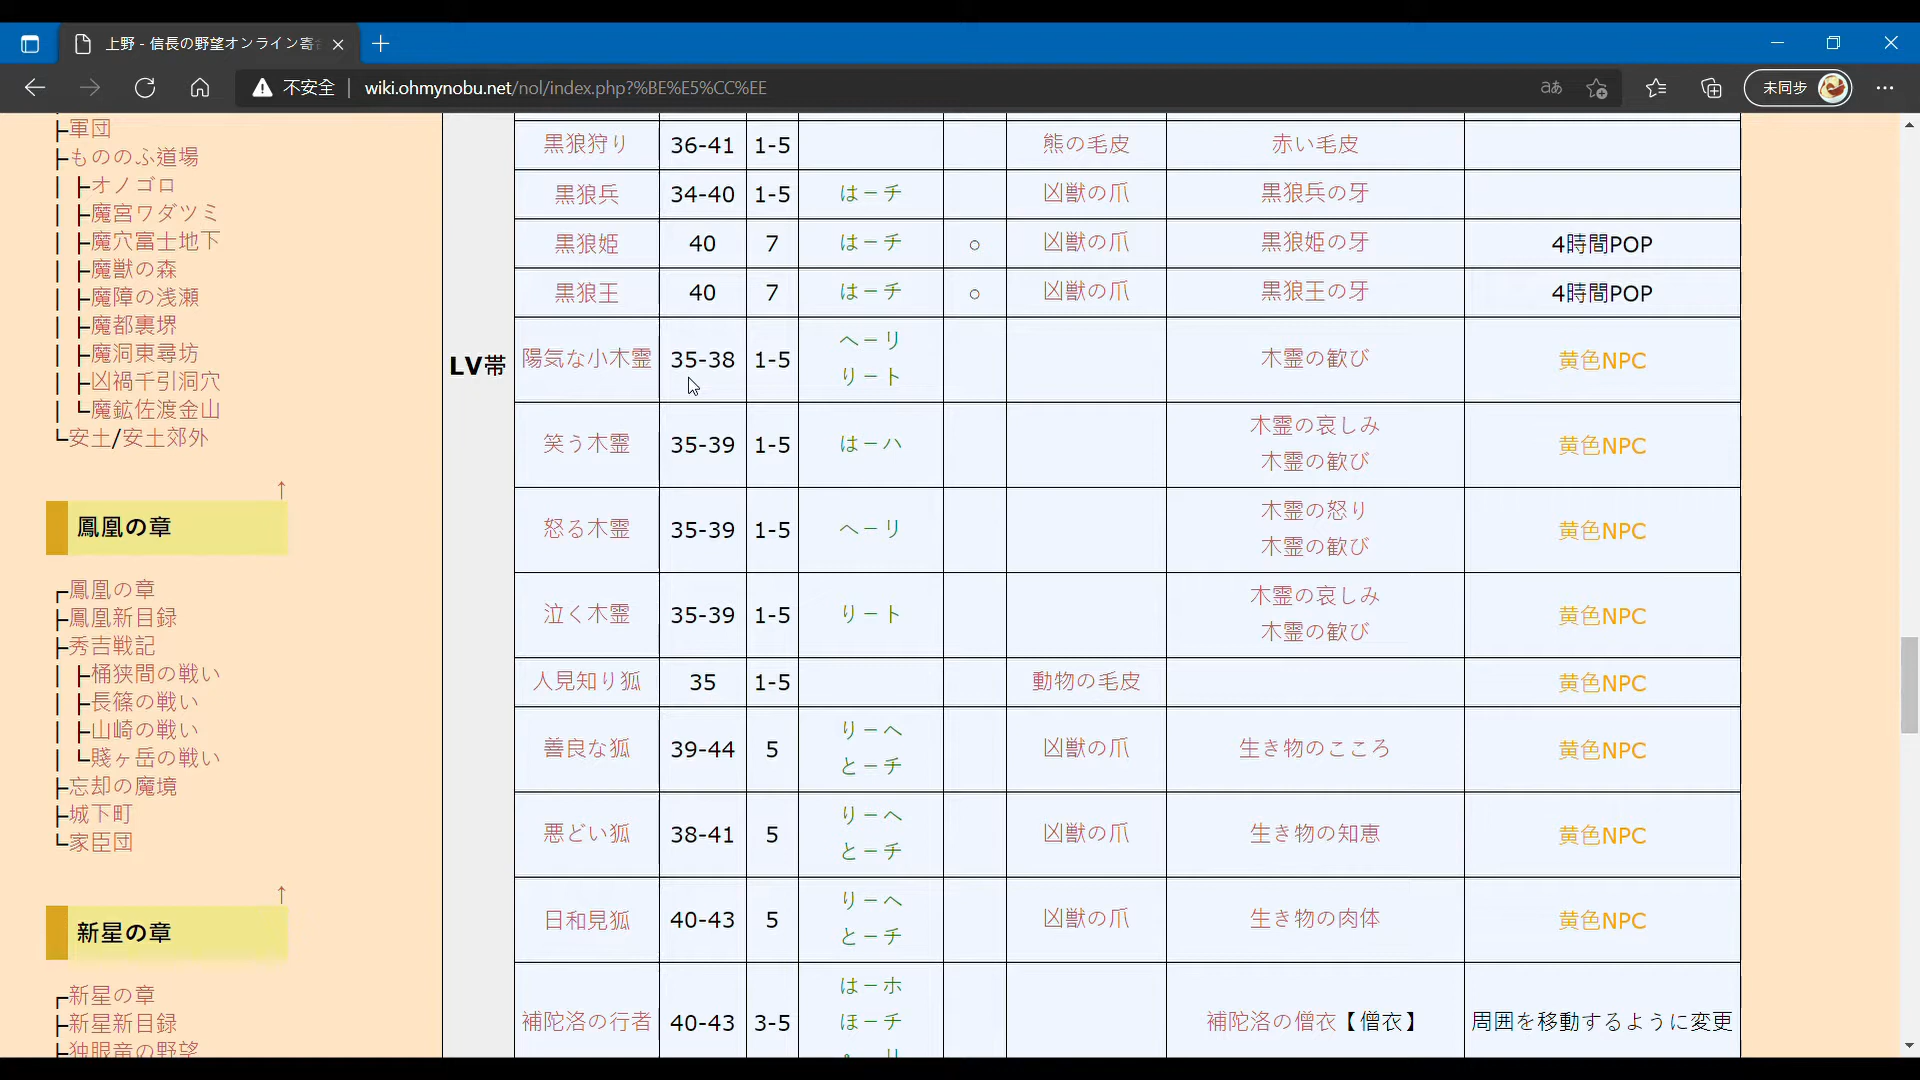 上野 - 信長の野望オンライン寄
不安全 | wiki.ohmynobu.net/nol/index.php?%BE%E5%CC%EE
未同步
├軍団
├もののふ道場
│├オノゴロ
│├魔宮ワダツミ
│├魔穴富士地下
│├魔獣の森
│├魔障の浅瀬
│├魔都裏堺
│├魔洞東尋坊
│├凶禍千引洞穴
│└魔鉱佐渡金山
└安土/安土郊外
↑
鳳凰の章
┌鳳凰の章
├鳳凰新目録
├秀吉戦記
│├桶狭間の戦い
│├長篠の戦い
│├山崎の戦い
│└賤ヶ岳の戦い
├忘却の魔境
├城下町
└家臣団
↑
新星の章
┌新星の章
├新星新目録
├独眼竜の野望
LV帯
黒狼狩り 36-41 1-5 熊の毛皮 赤い毛皮
黒狼兵 34-40 1-5 は－チ 凶獣の爪 黒狼兵の牙
黒狼姫 40 7 は－チ ○ 凶獣の爪 黒狼姫の牙 4時間POP
黒狼王 40 7 は－チ ○ 凶獣の爪 黒狼王の牙 4時間POP
陽気な小木霊 35-38 1-5 へ－リ 木霊の歓び 黄色NPC
り－ト
笑う木霊 35-39 1-5 は－ハ 木霊の哀しみ 黄色NPC
木霊の歓び
怒る木霊 35-39 1-5 へ－リ 木霊の怒り 黄色NPC
木霊の歓び
泣く木霊 35-39 1-5 り－ト 木霊の哀しみ 黄色NPC
木霊の歓び
人見知り狐 35 1-5 動物の毛皮 黄色NPC
善良な狐 39-44 5 り－へ 凶獣の爪 生き物のこころ 黄色NPC
と－チ
悪どい狐 38-41 5 り－へ 凶獣の爪 生き物の知恵 黄色NPC
と－チ
日和見狐 40-43 5 り－へ 凶獣の爪 生き物の肉体 黄色NPC
と－チ
補陀洛の行者 40-43 3-5 は－ホ 補陀洛の僧衣【僧衣】 周囲を移動するように変更
ほ－チ